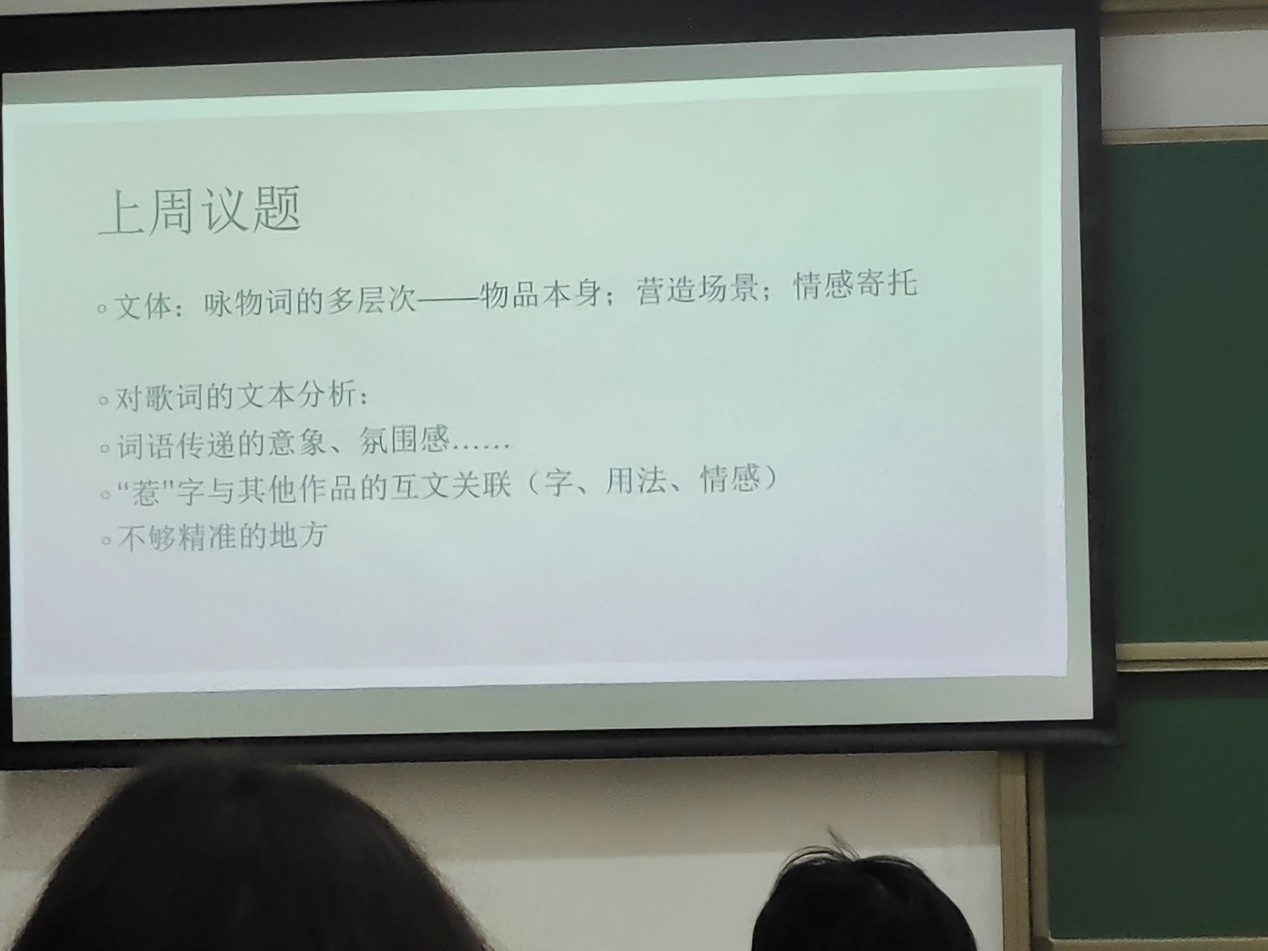 上周议题
文体：咏物词的多层次——物品本身；营造场景；情感寄托
对歌词的文本分析：
词语传递的意象、氛围感……
“惹”字与其他作品的互文关联（字、用法、情感）
不够精准的地方